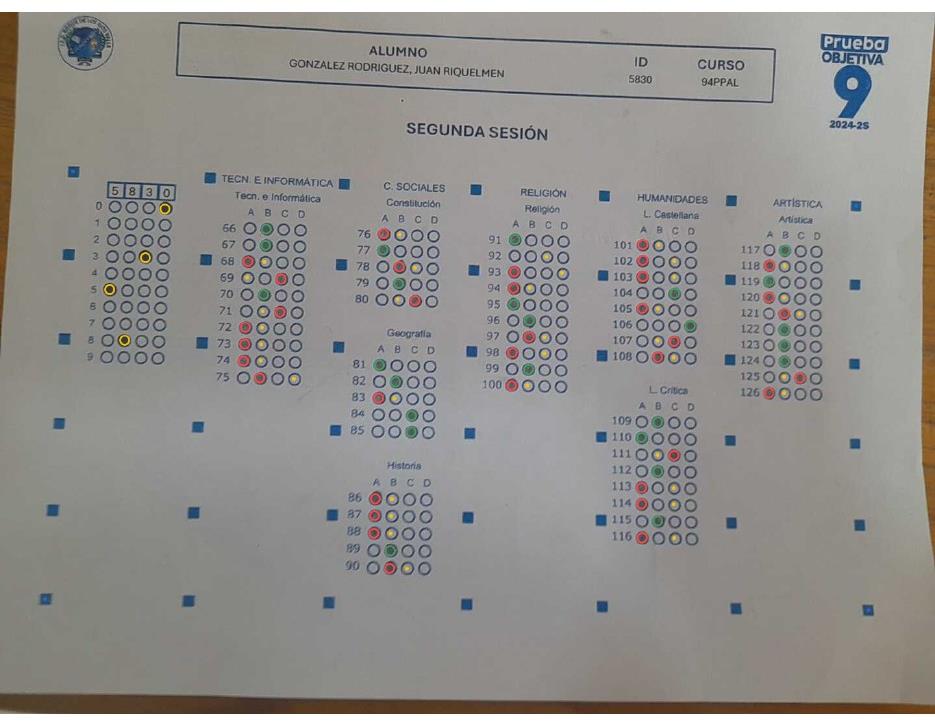 ALUMNO
GONZALEZ RODRIGUEZ, JUAN RIQUELMEN
ID
5830
CURSO
94PPAL
Prueba
OBJETIVA
9
2024-2S
SEGUNDA SESIÓN
5 8 3 0
0
1
2
3
4
5
6
7
8
9
TECN. E INFORMÁTICA
Tecn. e Informática
A B C D
66
67
68
69
70
71
72
73
74
75
C. SOCIALES
Constitución
A B C D
76
77
78
79
80
Geografía
A B C D
81
82
83
84
85
Historia
A B C D
86
87
88
89
90
RELIGIÓN
Religión
A B C D
91
92
93
94
95
96
97
98
99
100
HUMANIDADES
L. Castellana
A B C D
101
102
103
104
105
106
107
108
L. Crítica
A B C D
109
110
111
112
113
114
115
116
ARTÍSTICA
Artística
A B C D
117
118
119
120
121
122
123
124
125
126